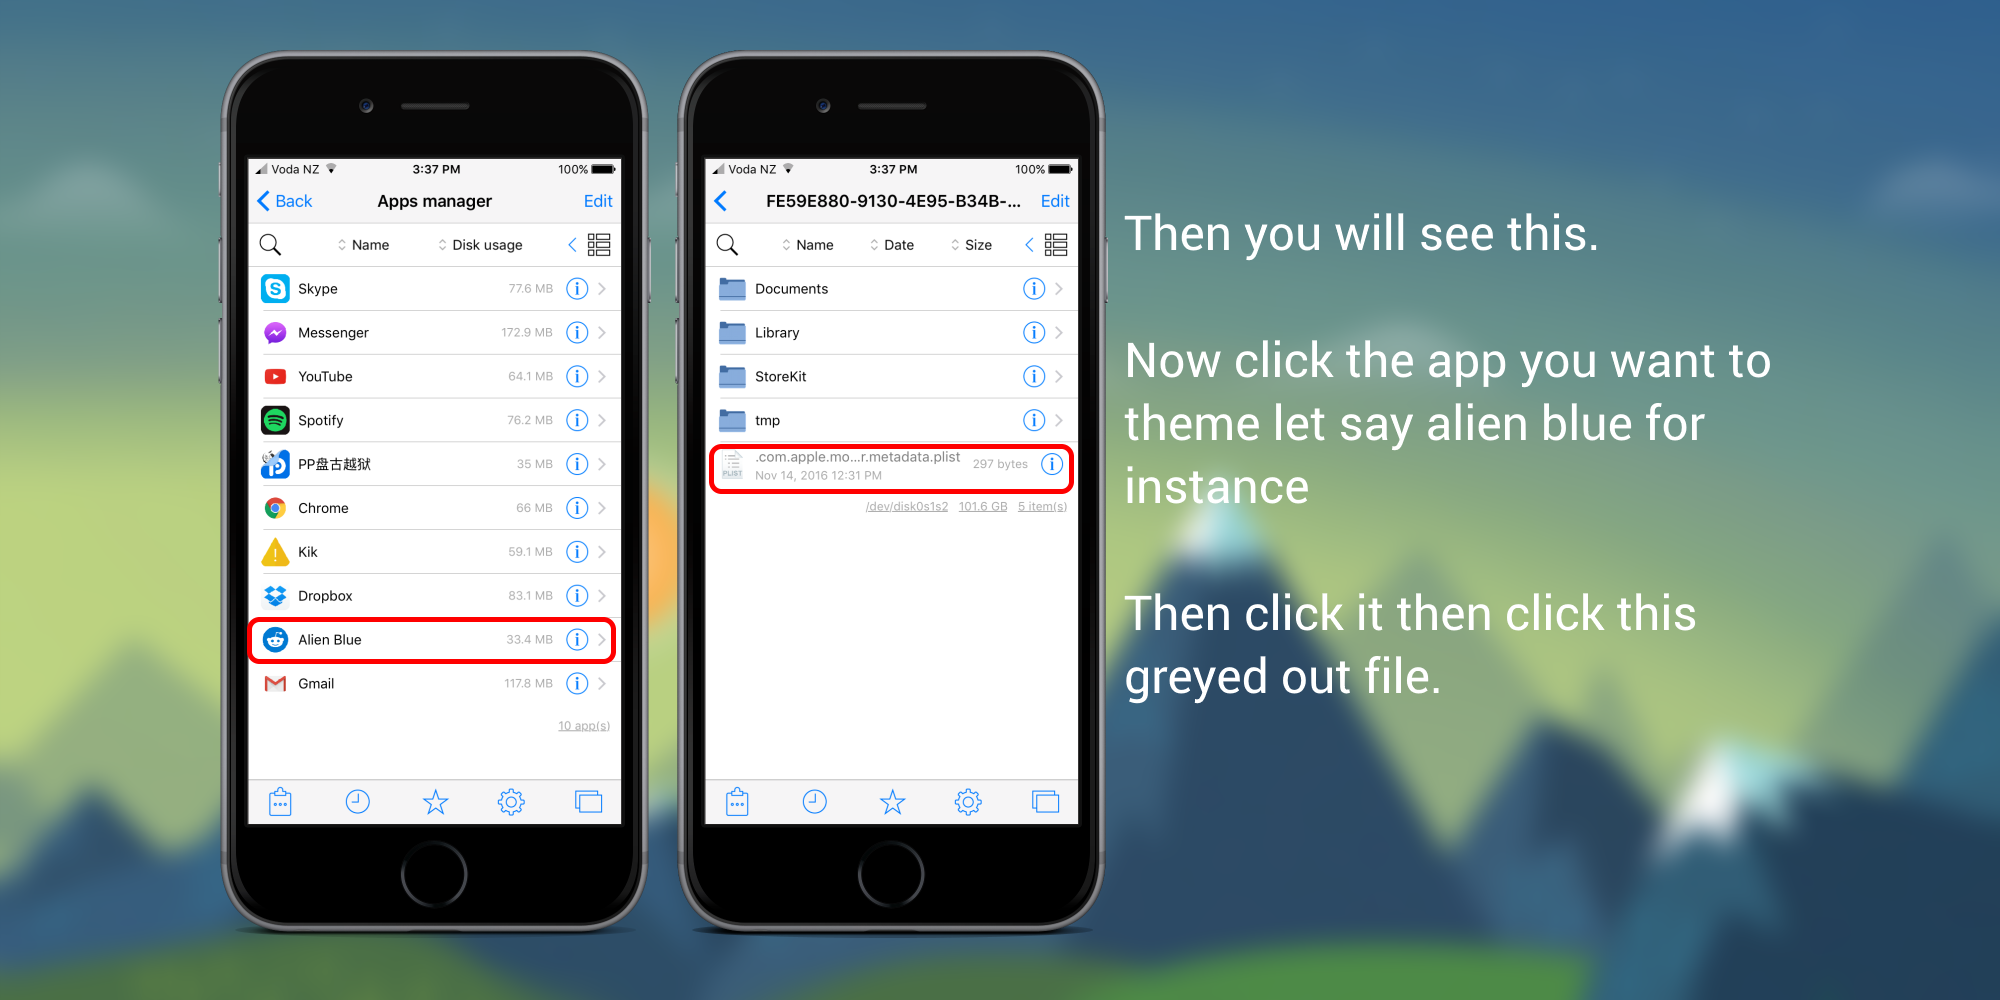 Voda NZ 3:37 PM 100%
Back Apps manager Edit
Name Disk usage
Skype 77.6 MB
Messenger 172.9 MB
YouTube 64.1 MB
Spotify 76.2 MB
PP盘古越狱 35 MB
Chrome 66 MB
Kik 59.1 MB
Dropbox 83.1 MB
Alien Blue 33.4 MB
Gmail 117.8 MB
10 app(s)
Voda NZ 3:37 PM 100%
FE59E880-9130-4E95-B34B-... Edit
Name Date Size
Documents
Library
StoreKit
tmp
.com.apple.mo...r.metadata.plist 297 bytes
PLIST
Nov 14, 2016 12:31 PM
/dev/disk0s1s2 101.6 GB 5 item(s)
Then you will see this.
Now click the app you want to
theme let say alien blue for
instance
Then click it then click this
greyed out file.